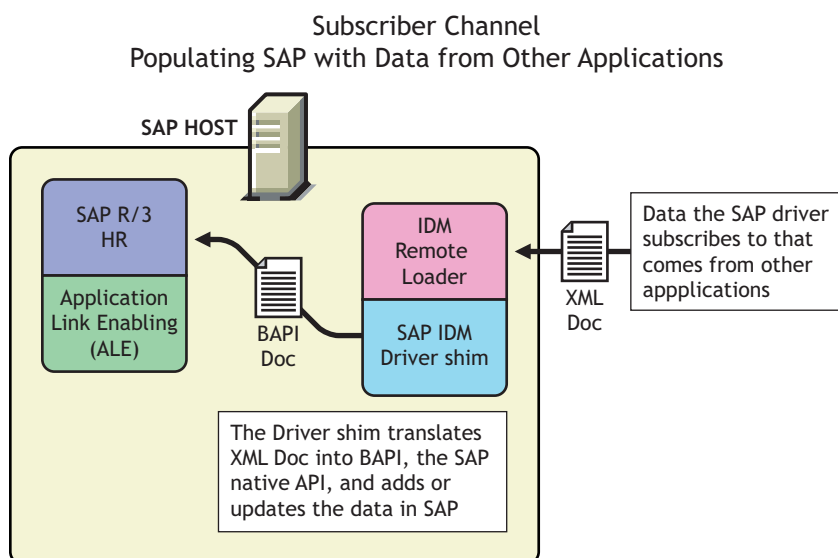 Subscriber Channel
Populating SAP with Data from Other Applications
SAP HOST
SAP R/3
HR
Application
Link Enabling
(ALE)
BAPI
Doc
IDM
Remote
Loader
SAP IDM
Driver shim
XML
Doc
Data the SAP driver
subscribes to that
comes from other
appplications
The Driver shim translates
XML Doc into BAPI, the SAP
native API, and adds or
updates the data in SAP